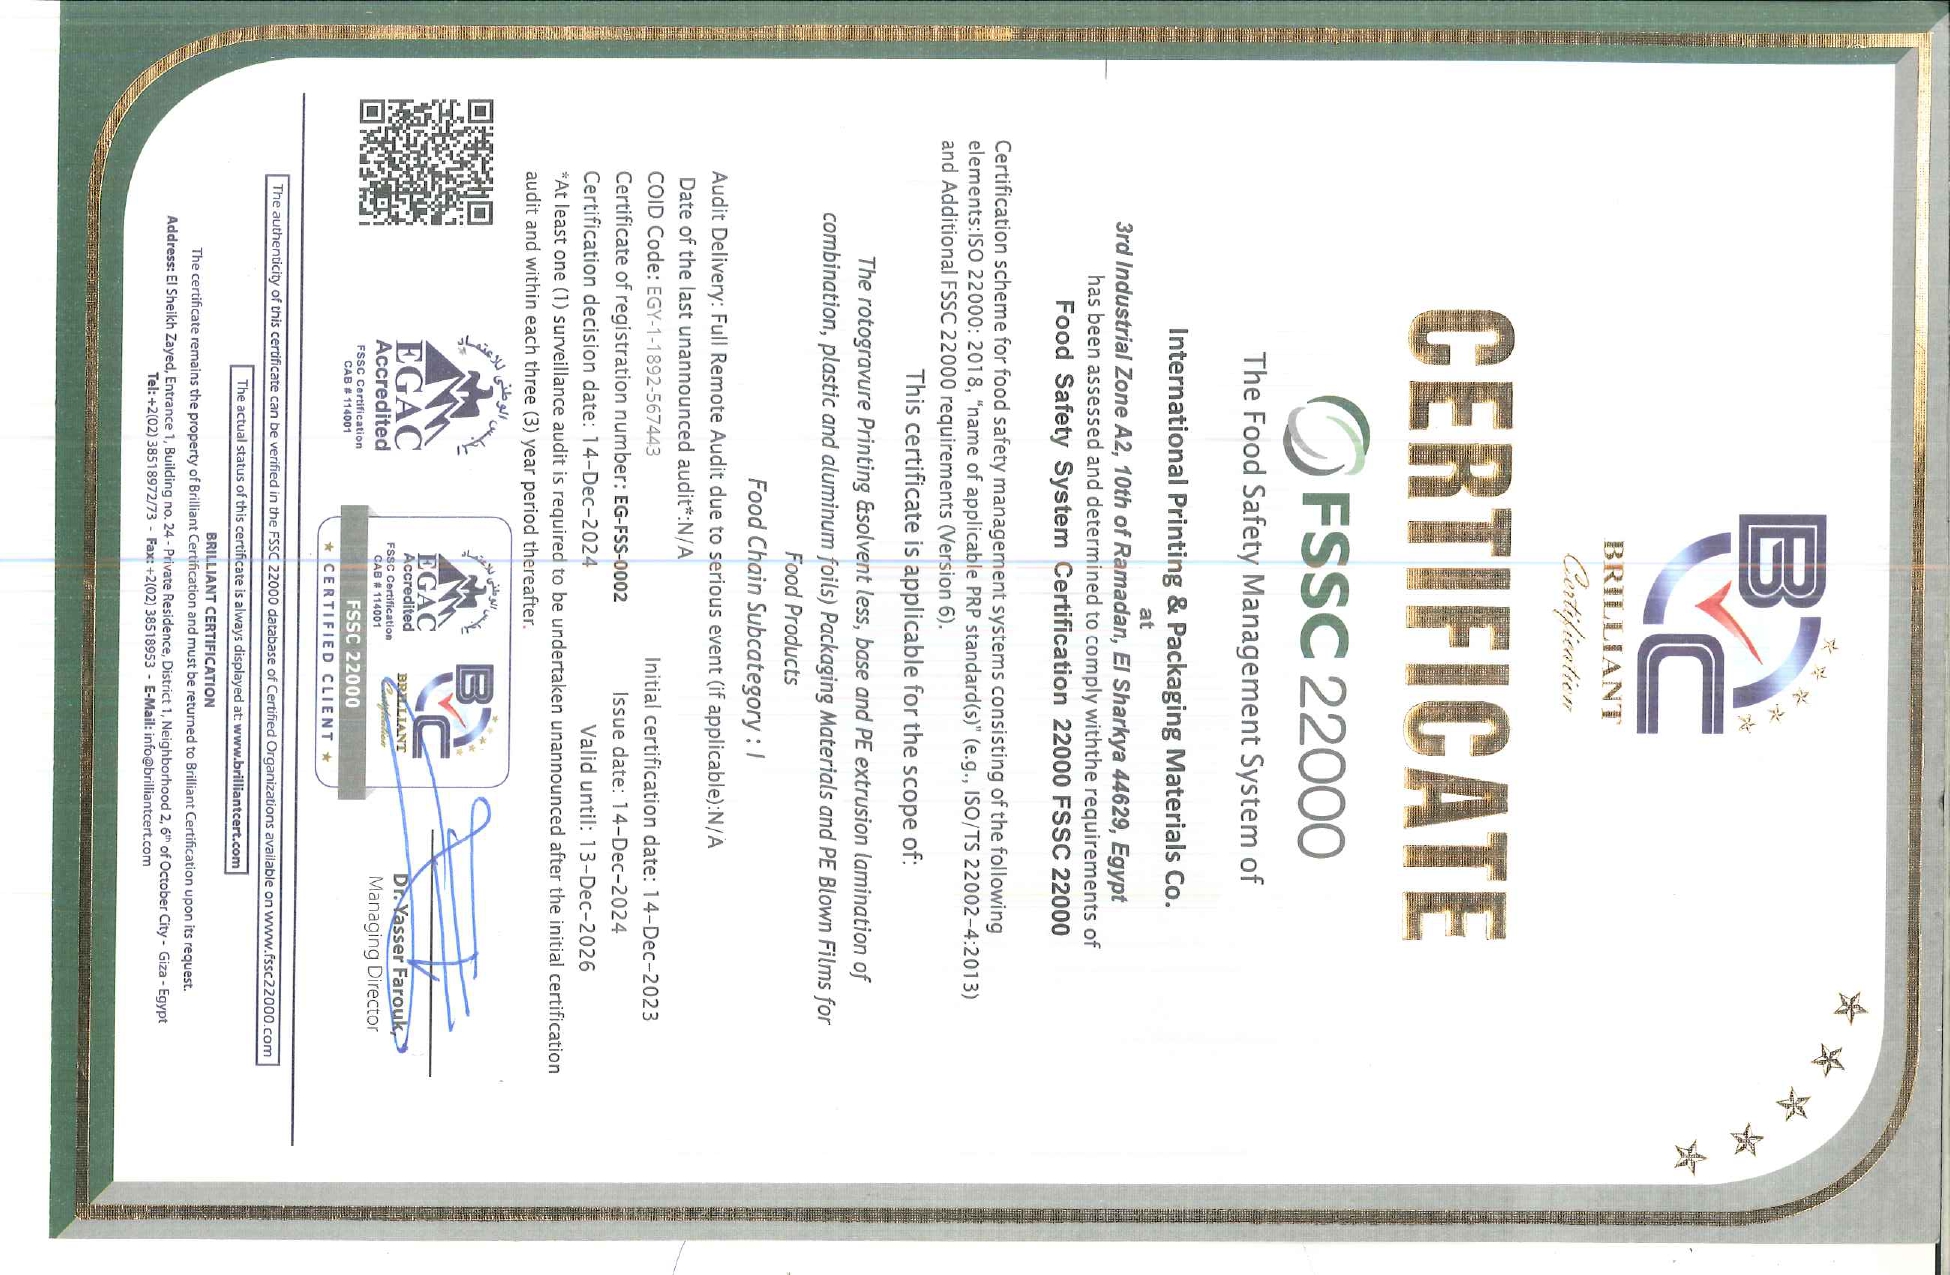 BRILLIANT
Certification
CERTIFICATE
FSSC 22000
The Food Safety Management System of
International Printing & Packaging Materials Co.
at
3rd Industrial Zone A2, 10th of Ramadan, El Sharkya 44629, Egypt
has been assessed and determined to comply withthe requirements of
Food Safety System Certification 22000 FSSC 22000
Certification scheme for food safety management systems consisting of the following
elements:ISO 22000: 2018, "name of applicable PRP standard(s)" (e.g., ISO/TS 22002-4:2013)
and Additional FSSC 22000 requirements (Version 6).
This certificate is applicable for the scope of:
The rotogravure Printing &solvent less, base and PE extrusion lamination of
combination, plastic and aluminum foils) Packaging Materials and PE Blown Films for
Food Products
Food Chain Subcategory : I
Audit Delivery: Full Remote Audit due to serious event (if applicable):N/A
Date of the last unannounced audit*:N/A
COID Code: EGY-1-1892-567443 Initial certification date: 14-Dec-2023
Certificate of registration number: EG-FSS-0002 Issue date: 14-Dec-2024
Certification decision date: 14-Dec-2024 Valid until: 13-Dec-2026
*At least one (1) surveillance audit is required to be undertaken unannounced after the initial certification
audit and within each three (3) year period thereafter.
EGAC
Accredited
FSSC Certification
CAB # 114001
EGAC
Accredited
FSSC Certification
CAB # 114001
BRILLIANT
Certification
FSSC 22000
CERTIFIED CLIENT
Dr. Yasser Farouk,
Managing Director
The authenticity of this certificate can be verified in the FSSC 22000 database of Certified Organizations available on www.fssc22000.com
The actual status of this certificate is always displayed at: www.brilliantcert.com
BRILLIANT CERTIFICATION
The certificate remains the property of Brilliant Certification and must be returned to Brilliant Certification upon its request.
Address: El Sheikh Zayed, Entrance 1, Building no. 24 - Private Residence, District 1, Neighborhood 2, 6th of October City - Giza - Egypt
Tel: +2(02) 38518972/73 - Fax: +2(02) 38518953 - E-Mail: info@brilliantcert.com